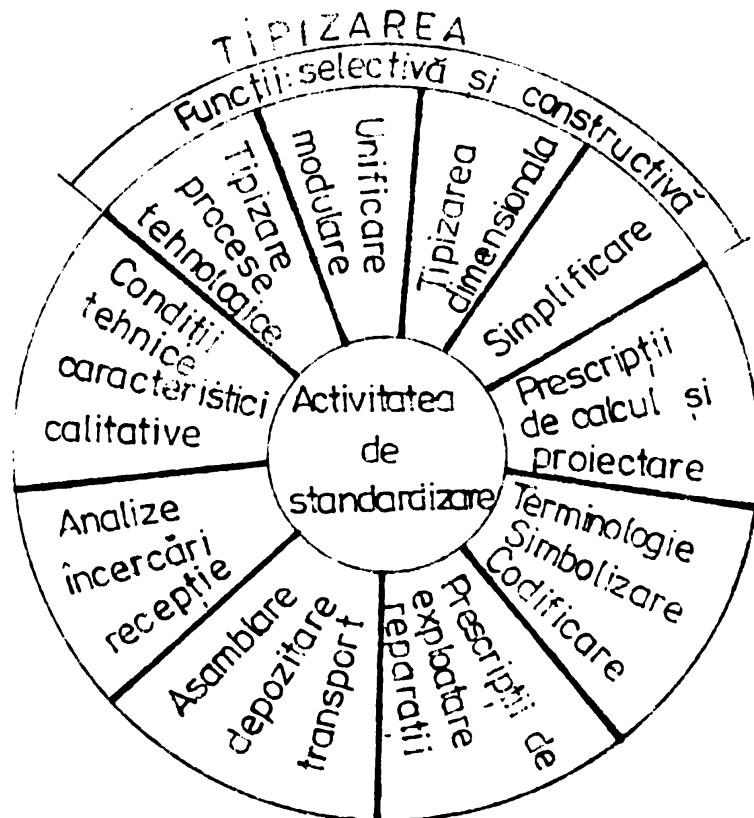 TIPIZAREA
Funcții: selectivă și constructivă
Tipizare
procese
tehnologice
Unificare
modulare
Tipizarea
dimensionala
Simplificare
Prescripții
de calcul și
proiectare
Terminologie
Simbolizare
Codificare
Prescripții de
exploatare
reparații
Asamblare
depozitare
transport
Analize
încercări
recepție
Condiții
tehnice
caracteristici
calitative
Activitatea
de
standardizare